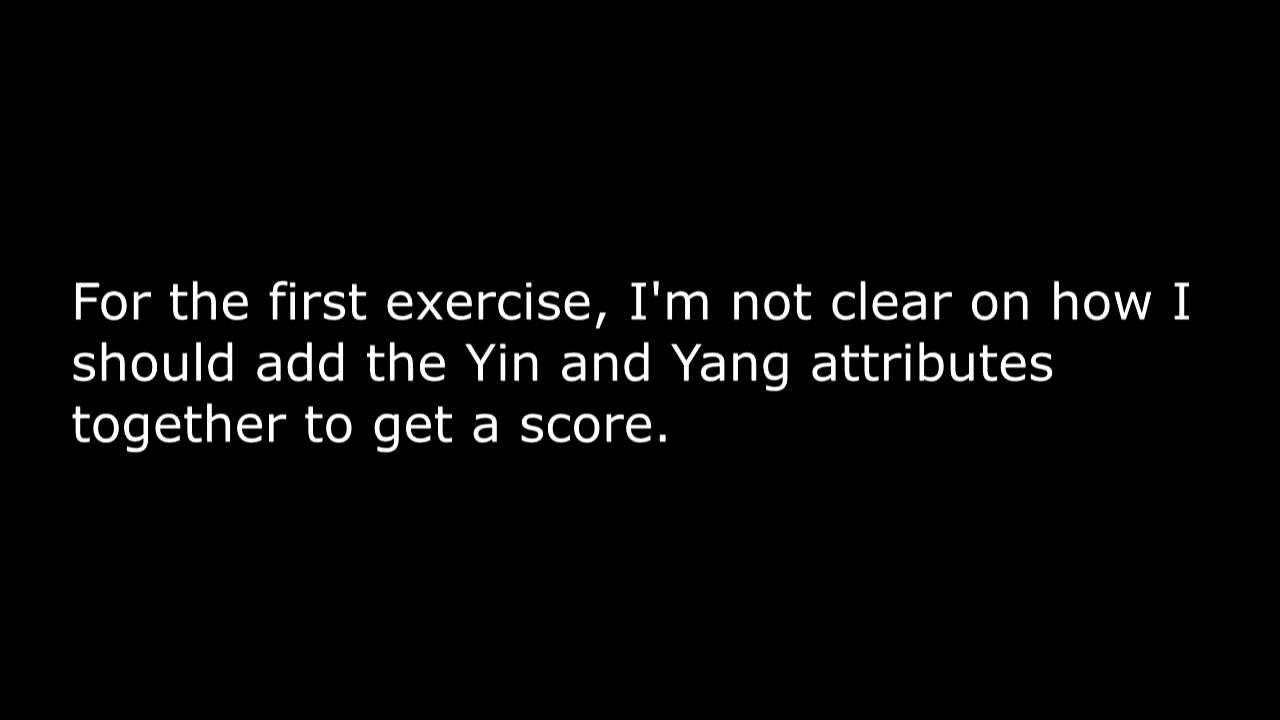 For the first exercise, I'm not clear on how I
should add the Yin and Yang attributes
together to get a score.